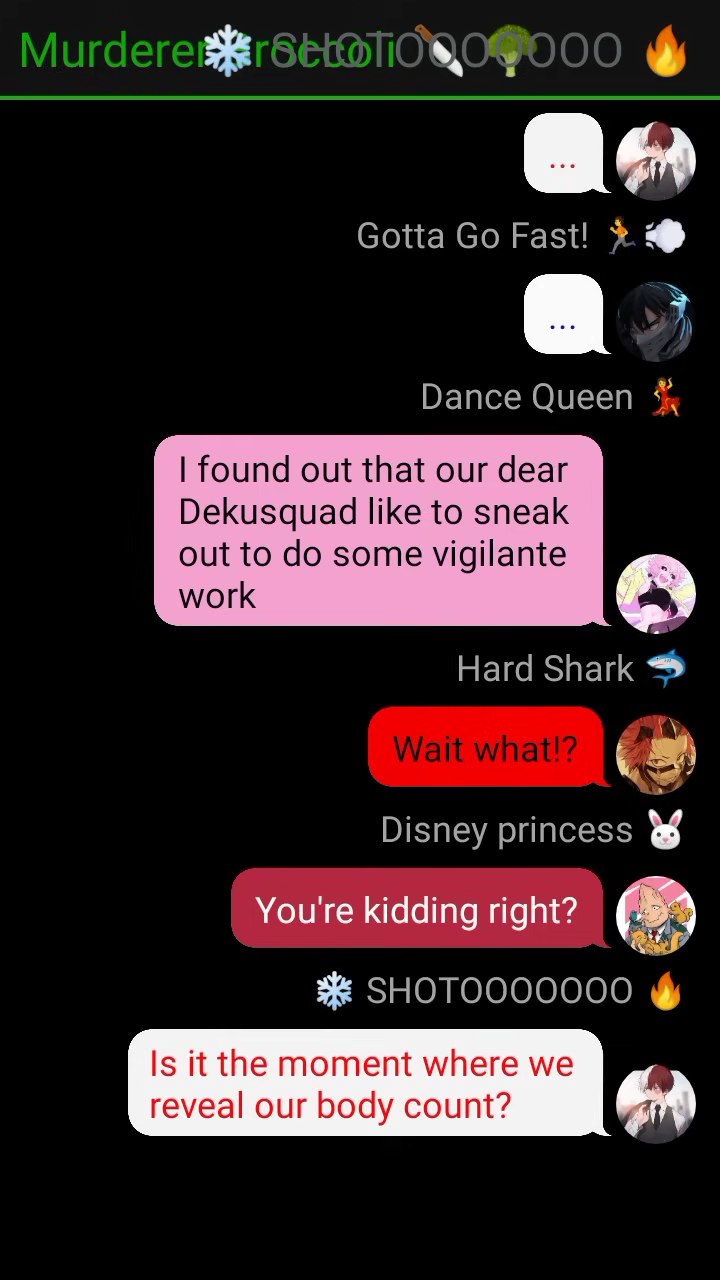 Murderer Broccoli 🔪🥦
❄️ SHOTOOOOOOO 🔥
...
Gotta Go Fast! 🏃💨
...
Dance Queen 💃
I found out that our dear
Dekusquad like to sneak
out to do some vigilante
work
Hard Shark 🦈
Wait what!?
Disney princess 🐰
You're kidding right?
❄️ SHOTOOOOOOO 🔥
Is it the moment where we
reveal our body count?